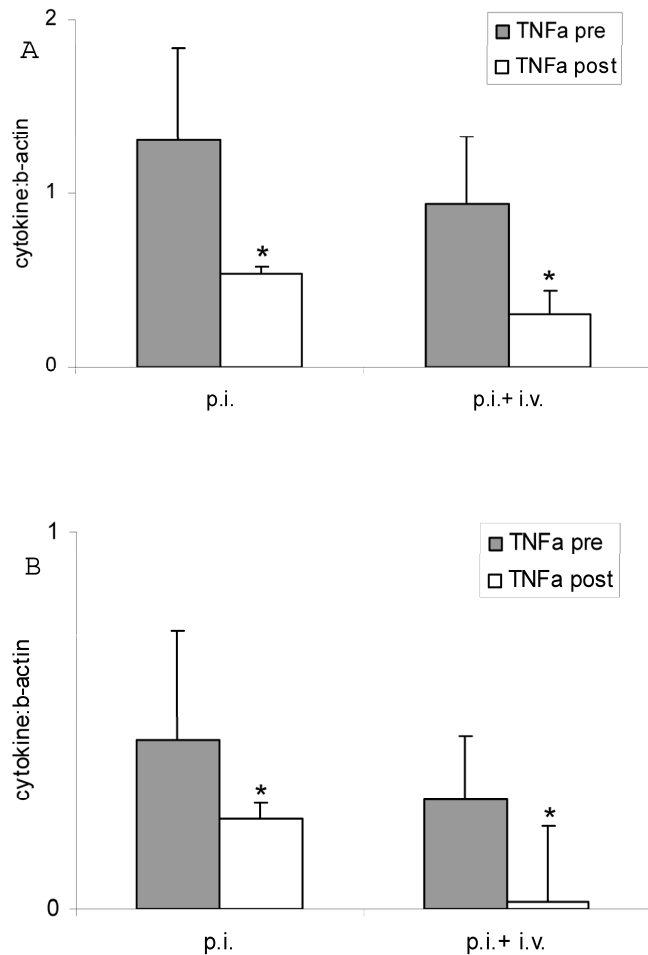 2
A
TNFa pre
TNFa post
cytokine:b-actin
1
*
*
0
p.i.
p.i.+ i.v.
1
B
TNFa pre
TNFa post
cytokine:b-actin
*
*
0
p.i.
p.i.+ i.v.